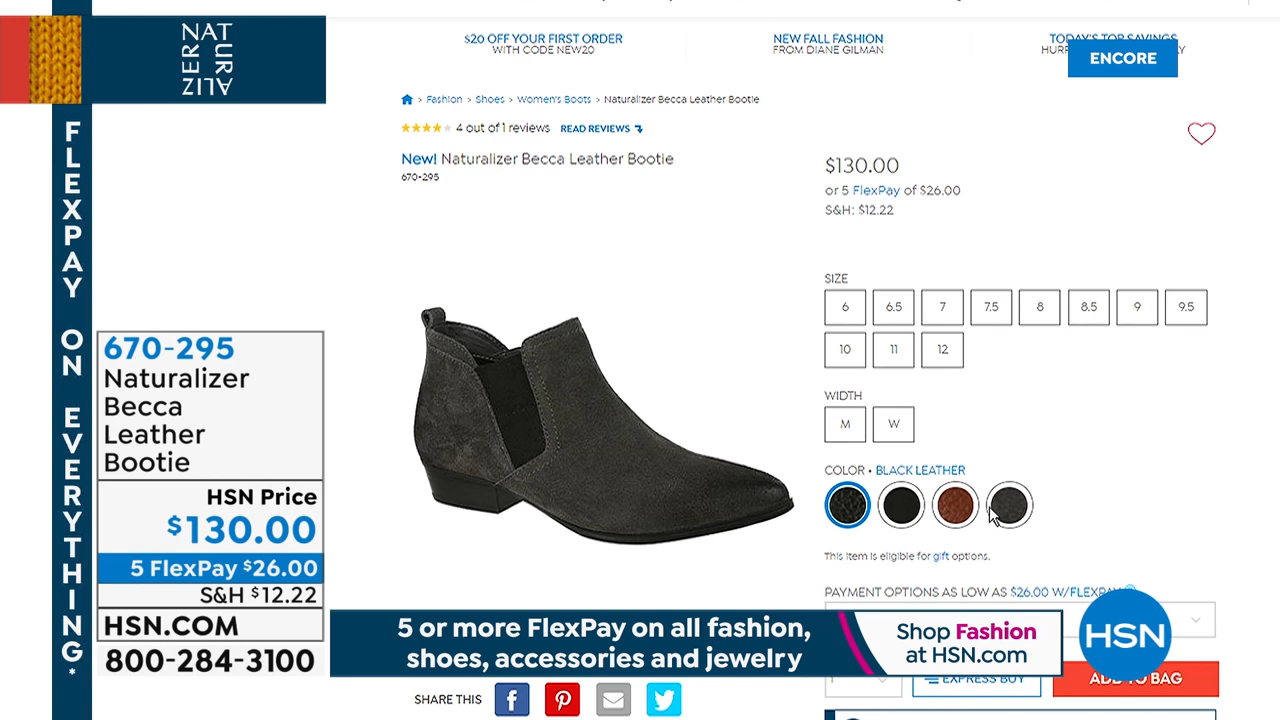 NATURALIZER
FLEXPAY ON EVERYTHING*
$20 OFF YOUR FIRST ORDER
WITH CODE NEW20
NEW FALL FASHION
FROM DIANE GILMAN
TODAY'S TOP SAVINGS
ENCORE
Fashion > Shoes > Women's Boots > Naturalizer Becca Leather Bootie
4 out of 1 reviews READ REVIEWS
New! Naturalizer Becca Leather Bootie
670-295
$130.00
or 5 FlexPay of $26.00
S&H: $12.22
SIZE
6 6.5 7 7.5 8 8.5 9 9.5
10 11 12
WIDTH
M W
COLOR • BLACK LEATHER
This item is eligible for gift options.
PAYMENT OPTIONS AS LOW AS $26.00 W/FLEXPAY
670-295
Naturalizer
Becca
Leather
Bootie
HSN Price
$130.00
5 FlexPay $26.00
S&H $12.22
HSN.COM
800-284-3100
5 or more FlexPay on all fashion,
shoes, accessories and jewelry
Shop Fashion
at HSN.com
HSN
EXPRESS BUY
ADD TO BAG
SHARE THIS